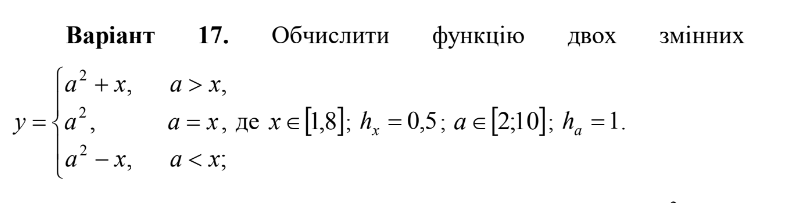 Варіант 17. Обчислити функцію двох змінних
y = { a² + x, a > x,
a², a = x, де x ∈ [1,8]; hₓ = 0,5; a ∈ [2;10]; hₐ = 1.
a² − x, a < x;